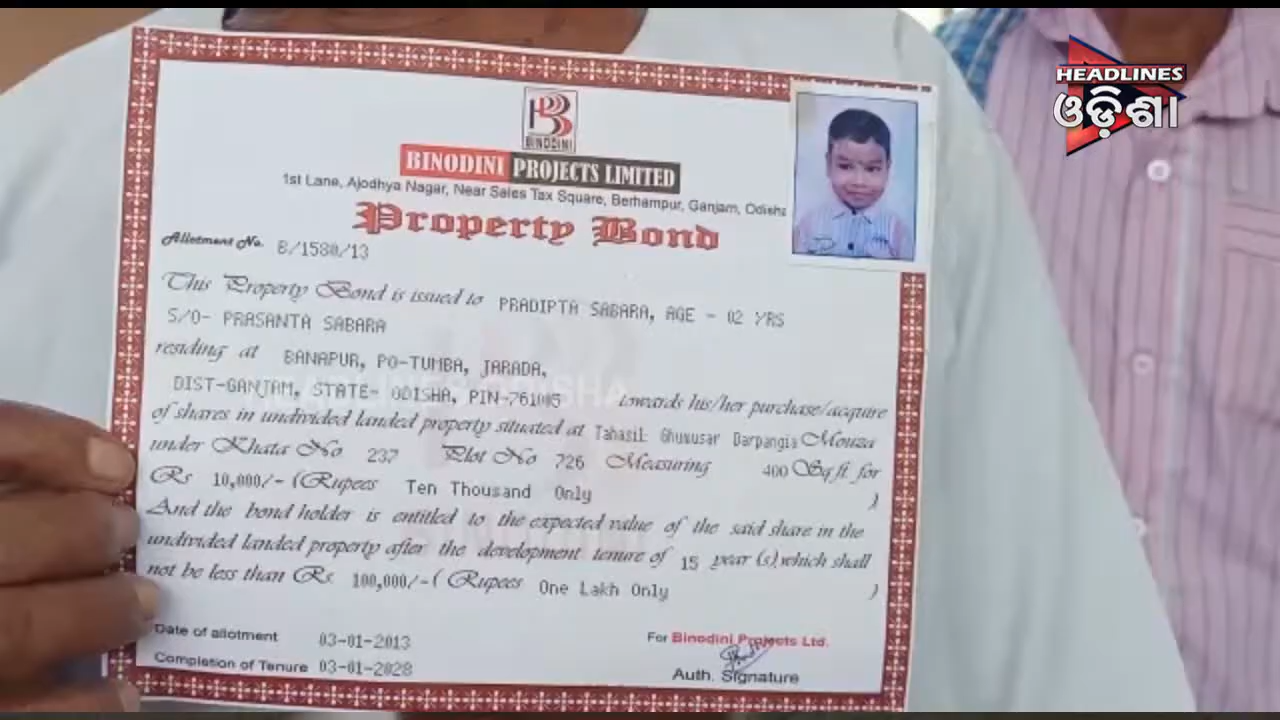 HEADLINES
ଓଡ଼ିଶା
BINODINI
BINODINI PROJECTS LIMITED
1st Lane, Ajodhya Nagar, Near Sales Tax Square, Berhampur, Ganjam, Odisha
Property Bond
Allotment No. B/1580/13
This Property Bond is issued to PRADIPTA SABARA, AGE - 02 YRS
S/O- PRASANTA SABARA
residing at BANAPUR, PO-TUMBA, JARADA,
DIST-GANJAM, STATE- ODISHA, PIN-761005 towards his/her purchase/acquire
of shares in undivided landed property situated at Tahasil Ghumusar Darpangia Mouza
under Khata No 237 Plot No 726 Measuring 400 Sq.ft. for
Rs 10,000/- (Rupees Ten Thousand Only )
And the bond holder is entitled to the expected value of the said share in the
undivided landed property after the development tenure of 15 year (s), which shall
not be less than Rs 100,000/- ( Rupees One Lakh Only )
Date of allotment 03-01-2013
Completion of Tenure 03-01-2028
For Binodini Projects Ltd.
Auth. Signature